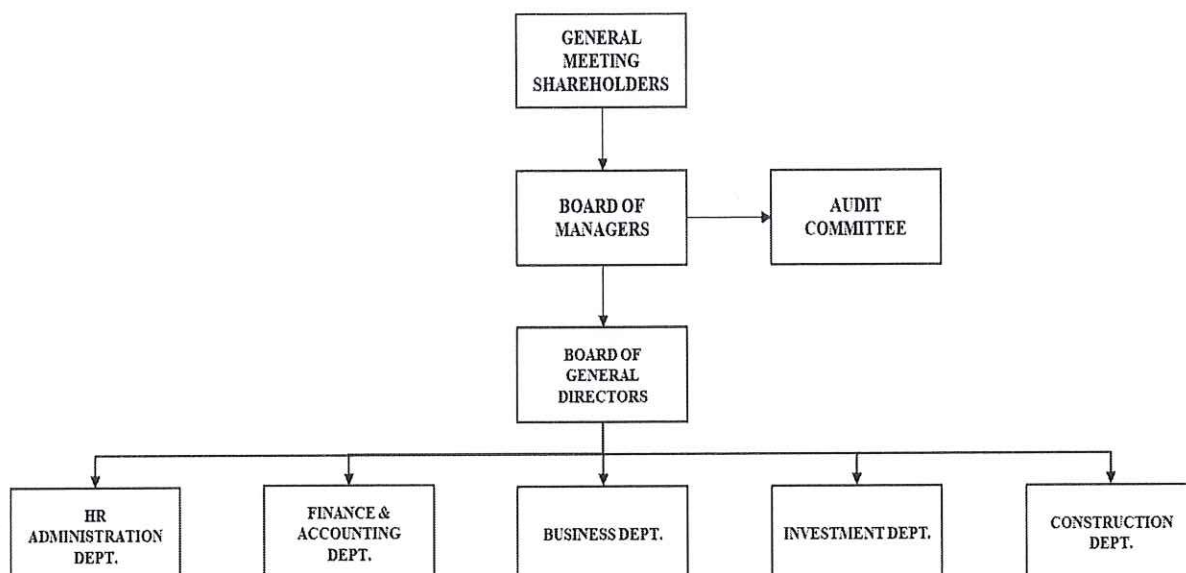 GENERAL
MEETING
SHAREHOLDERS
BOARD OF
MANAGERS
AUDIT
COMMITTEE
BOARD OF
GENERAL
DIRECTORS
HR
ADMINISTRATION
DEPT.
FINANCE &
ACCOUNTING
DEPT.
BUSINESS DEPT.
INVESTMENT DEPT.
CONSTRUCTION
DEPT.